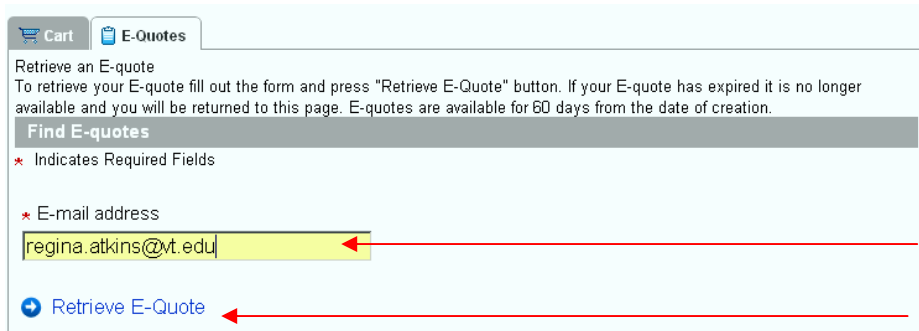 Cart E-Quotes
Retrieve an E-quote
To retrieve your E-quote fill out the form and press "Retrieve E-Quote" button. If your E-quote has expired it is no longer
available and you will be returned to this page. E-quotes are available for 60 days from the date of creation.
Find E-quotes
* Indicates Required Fields
* E-mail address
regina.atkins@vt.edu
Retrieve E-Quote